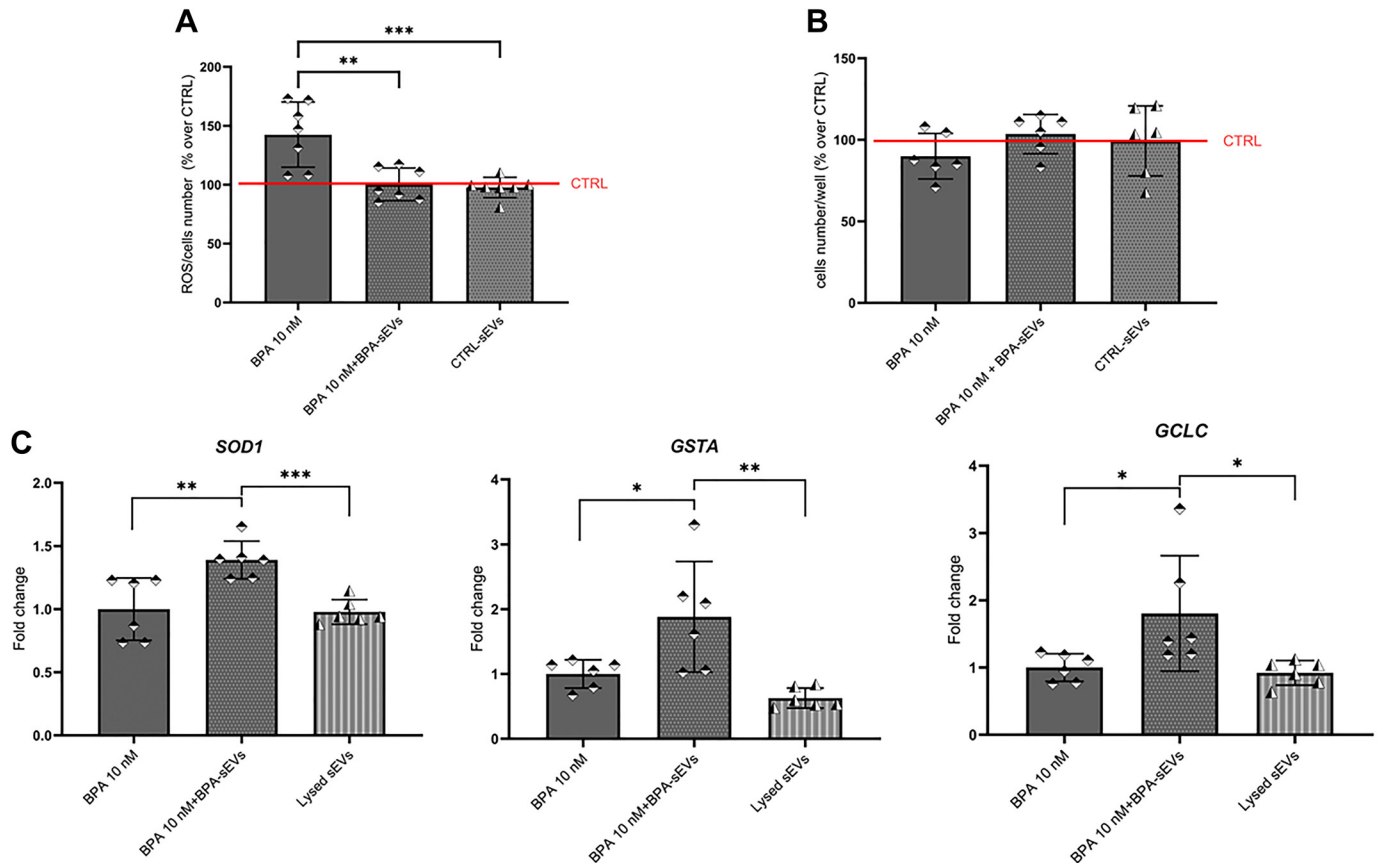 A
***
**
ROS/cells number (% over CTRL)
200
150
100
50
0
CTRL
BPA 10 nM
BPA 10 nM+BPA-sEVs
CTRL-sEVs
B
cells number/well (% over CTRL)
150
100
50
0
CTRL
BPA 10 nM
BPA 10 nM + BPA-sEVs
CTRL-sEVs
C
SOD1
**
***
Fold change
2.0
1.5
1.0
0.5
0.0
BPA 10 nM
BPA 10 nM+BPA-sEVs
Lysed sEVs
GSTA
*
**
Fold change
4
3
2
1
0
BPA 10 nM
BPA 10 nM+BPA-sEVs
Lysed sEVs
GCLC
*
*
Fold change
4
3
2
1
0
BPA 10 nM
BPA 10 nM+BPA-sEVs
Lysed sEVs